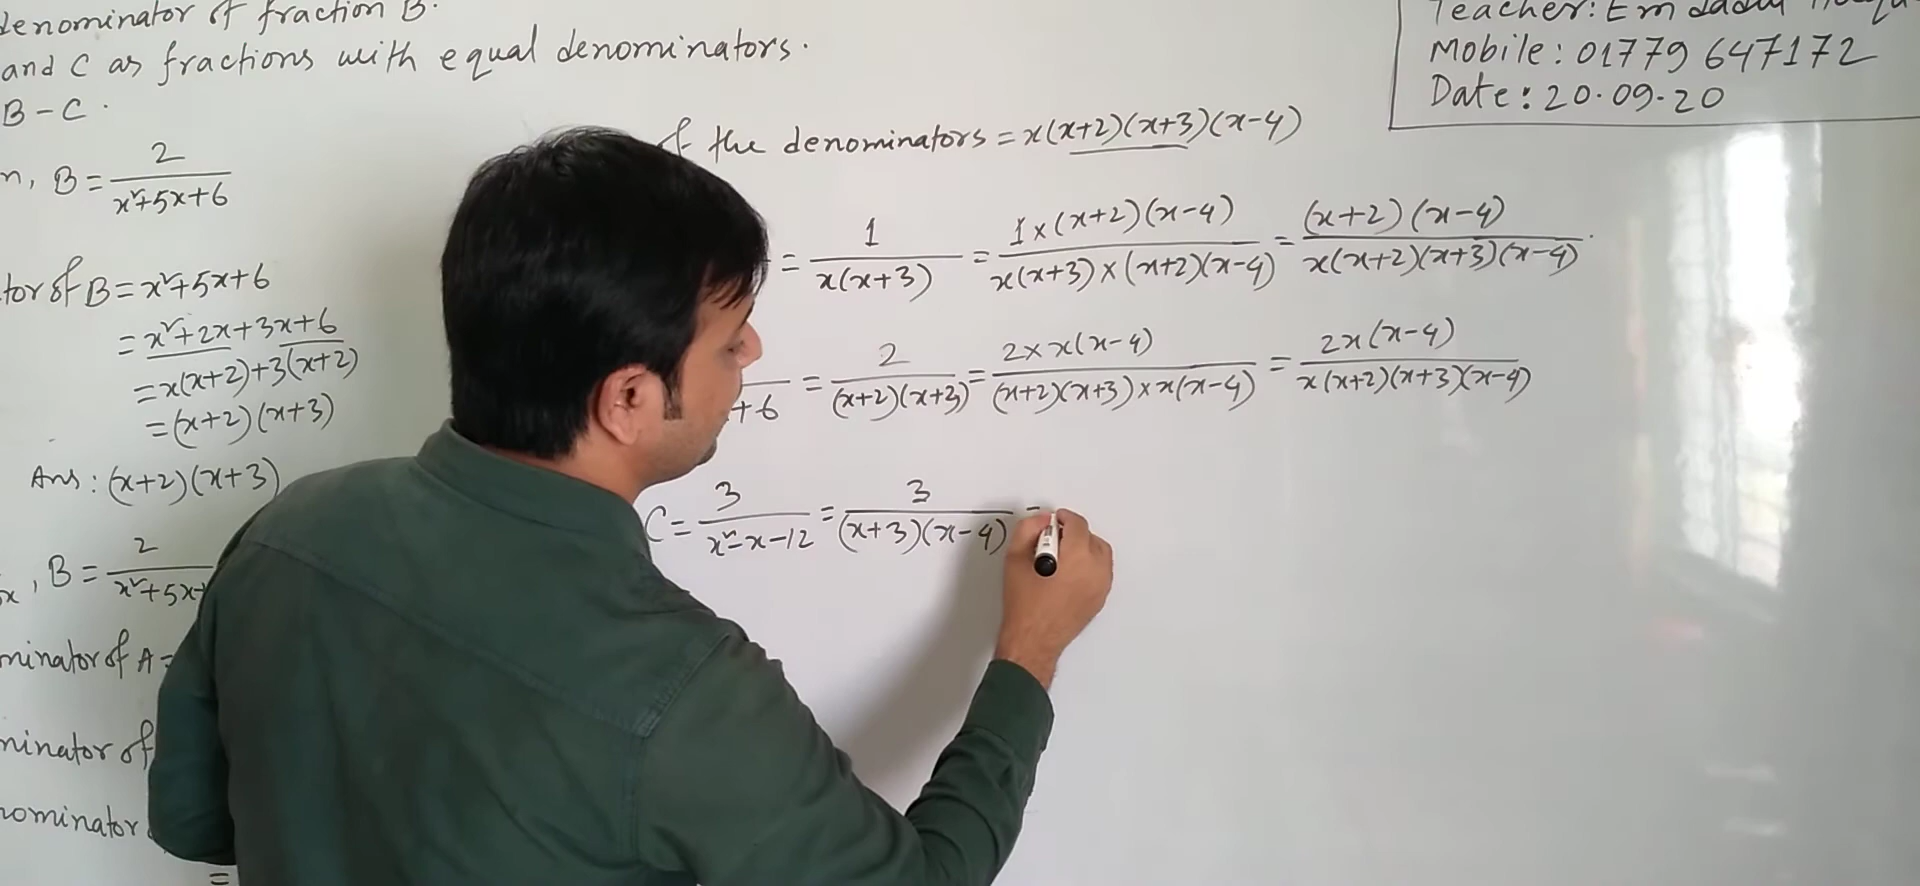 denominator of fraction B.
and C as fractions with equal denominators.
B-C.
B = 2/(x²+5x+6)
tor of B = x²+5x+6
= x²+2x+3x+6
= x(x+2)+3(x+2)
= (x+2)(x+3)
Ans: (x+2)(x+3)
, B = 2/(x²+5x+
minator of A =
minator of
nominator
=
Teacher: Emdadul
Mobile: 01779 647172
Date: 20.09.20
of the denominators = x(x+2)(x+3)(x-4)
= 1/(x(x+3)) = (1×(x+2)(x-4))/(x(x+3)×(x+2)(x-4)) = ((x+2)(x-4))/(x(x+2)(x+3)(x-4))
+6 = 2/((x+2)(x+3)) = (2×x(x-4))/((x+2)(x+3)×x(x-4)) = (2x(x-4))/(x(x+2)(x+3)(x-4))
C = 3/(x²-x-12) = 3/((x+3)(x-4)) =